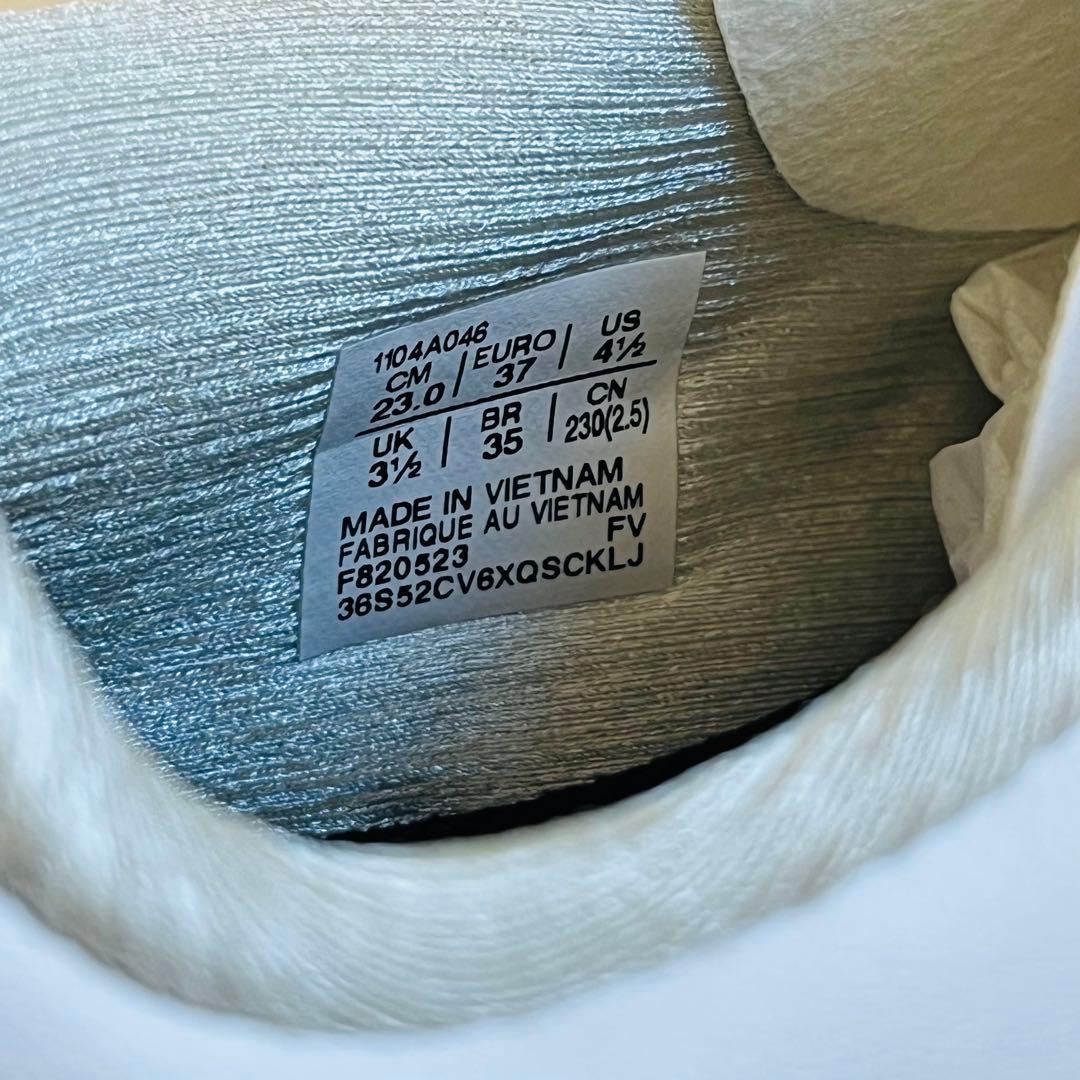 1104A046
CM | EURO | US
23.0 37 4½
UK | BR | CN
3½ 35 230(2.5)
MADE IN VIETNAM
FABRIQUE AU VIETNAM
F820523 FV
36S52CV6XQSCKLJ